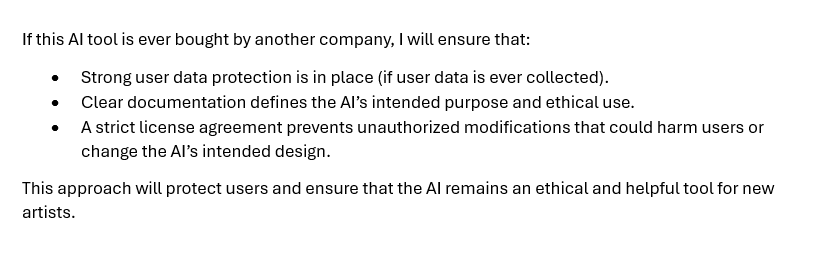 If this AI tool is ever bought by another company, I will ensure that:
• Strong user data protection is in place (if user data is ever collected).
• Clear documentation defines the AI’s intended purpose and ethical use.
• A strict license agreement prevents unauthorized modifications that could harm users or
change the AI’s intended design.
This approach will protect users and ensure that the AI remains an ethical and helpful tool for new
artists.